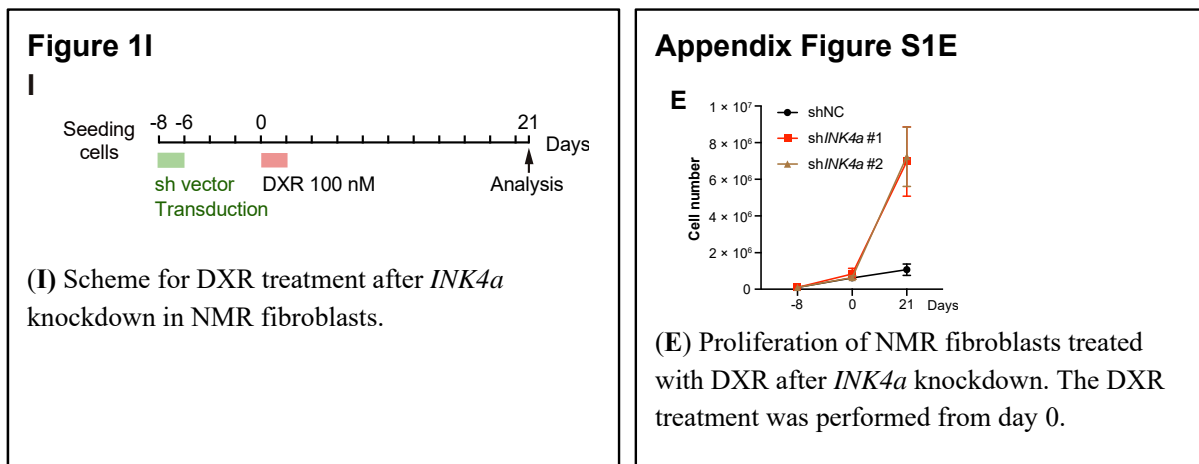 Figure 1I
I
-8 -6 0 21
Seeding cells
Days
sh vector Transduction
DXR 100 nM
Analysis
(I) Scheme for DXR treatment after INK4a
knockdown in NMR fibroblasts.
Appendix Figure S1E
E
1 × 10⁷
8 × 10⁶
6 × 10⁶
4 × 10⁶
2 × 10⁶
0
Cell number
shNC
shINK4a #1
shINK4a #2
-8 0 21 Days
(E) Proliferation of NMR fibroblasts treated
with DXR after INK4a knockdown. The DXR
treatment was performed from day 0.